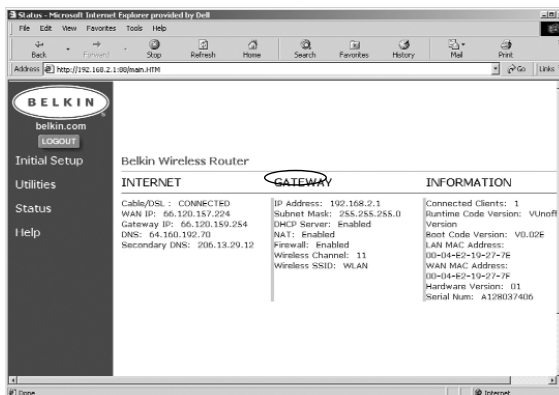 Status - Microsoft Internet Explorer provided by Dell
File Edit View Favorites Tools Help
Back Forward Stop Refresh Home Search Favorites History Mail Print
Address http://192.168.2.1:88/main.HTM Go Links
BELKIN
belkin.com
LOGOUT
Initial Setup
Utilities
Status
Help
Belkin Wireless Router
INTERNET
Cable/DSL : CONNECTED
WAN IP: 66.120.157.224
Gateway IP: 66.120.159.254
DNS: 64.160.192.70
Secondary DNS: 206.13.29.12
GATEWAY
IP Address: 192.168.2.1
Subnet Mask: 255.255.255.0
DHCP Server: Enabled
NAT: Enabled
Firewall: Enabled
Wireless Channel: 11
Wireless SSID: WLAN
INFORMATION
Connected Clients: 1
Runtime Code Version: VUnoff
Version
Boot Code Version: V0.02E
LAN MAC Address:
00-04-E2-19-27-7E
WAN MAC Address:
00-04-E2-19-27-7F
Hardware Version: 01
Serial Num: A128037406
Done Internet